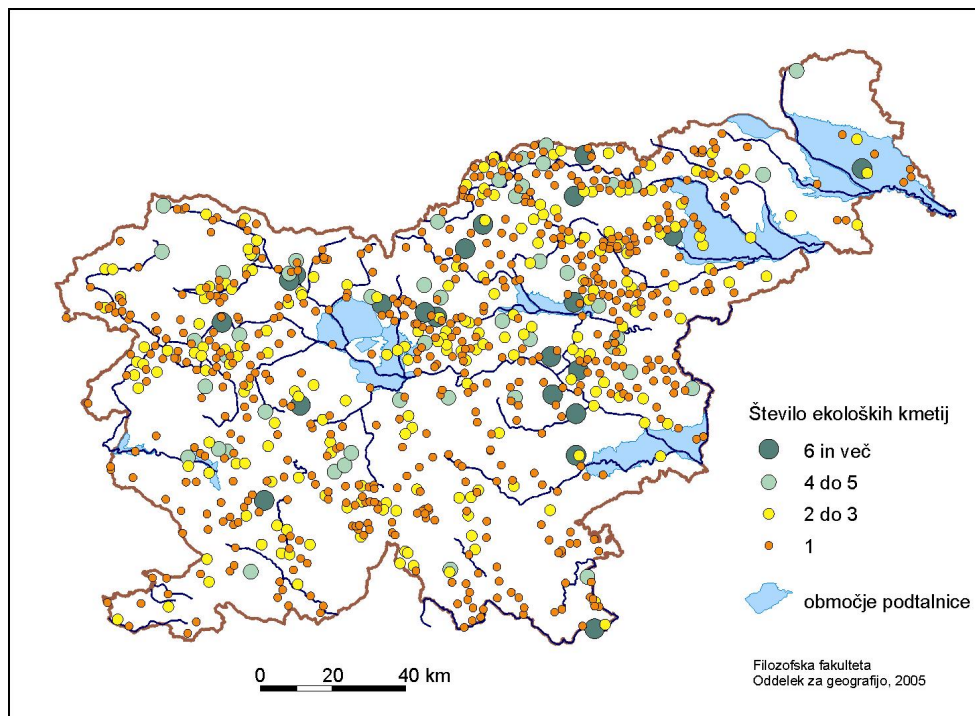 Število ekoloških kmetij
6 in več
4 do 5
2 do 3
1
območje podtalnice
0 20 40 km
Filozofska fakulteta
Oddelek za geografijo, 2005